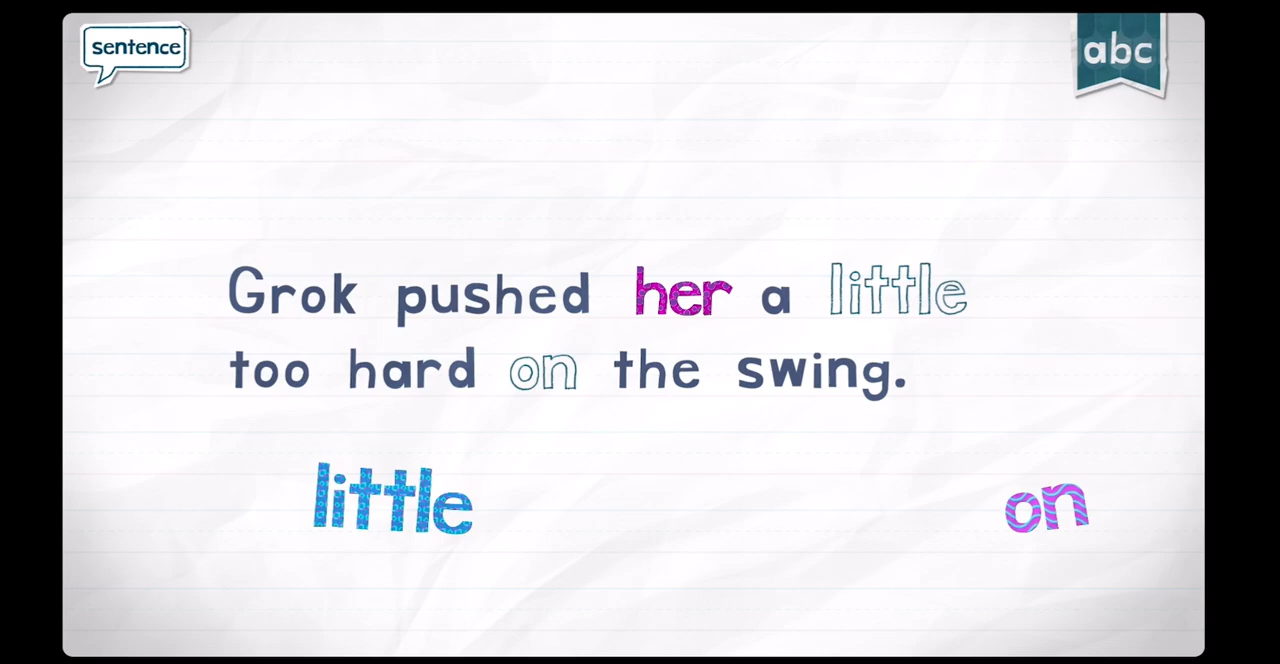 sentence
abc
Grok pushed her a little
too hard on the swing.
little
on